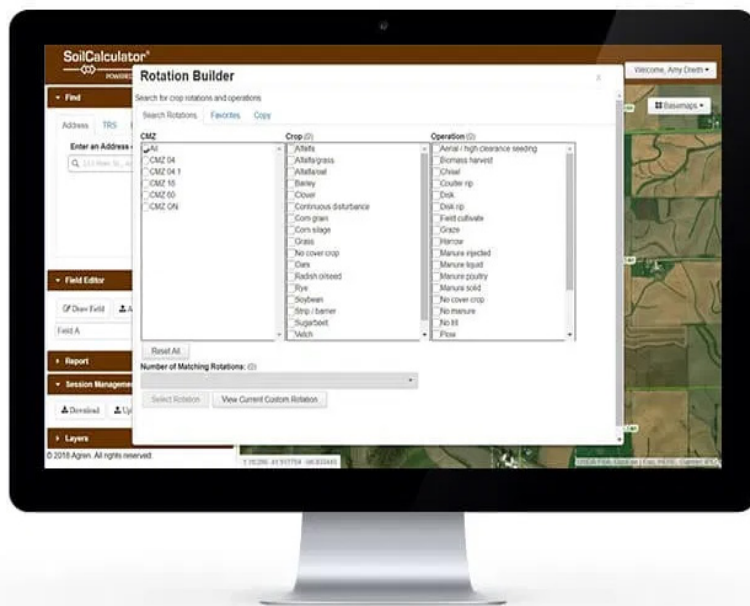 SoilCalculator®
POWERED
Welcome, Amy Dreth
Rotation Builder
x
Find
Search for crop rotations and operations
Search Rotations Favorites Copy
Basemaps
Address TRS
Enter an Address
CMZ
All
CMZ 04
CMZ 04.1
CMZ 16
CMZ 60
CMZ ON
Crop (0)
Alfalfa
Alfalfa/grass
Alfalfa/oat
Barley
Clover
Continuous disturbance
Corn grain
Corn silage
Grass
No cover crop
Oats
Radish oilseed
Rye
Soybean
Strip / barrier
Sugarbeet
Vetch
Operation (0)
Aerial / high clearance seeding
Biomass harvest
Chisel
Coulter rip
Disk
Disk rip
Field cultivate
Graze
Harrow
Manure injected
Manure liquid
Manure poultry
Manure solid
No cover crop
No manure
No till
Plow
Field Editor
Draw Field
Field A
Reset All
Number of Matching Rotations: (0)
Select Rotation View Current Custom Rotation
Report
Session Manageme
Download Up
Layers
© 2018 Agren. All rights reserved.